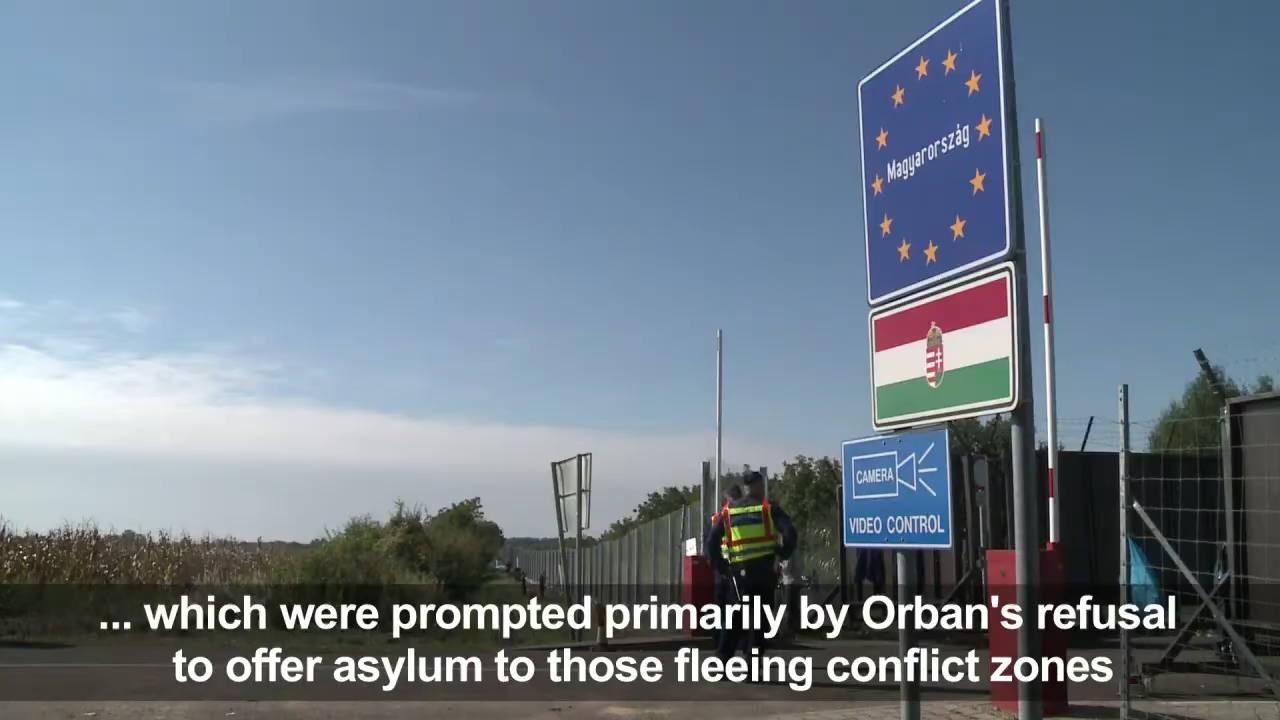 Magyarország
CAMERA
VIDEO CONTROL
... which were prompted primarily by Orban's refusal
to offer asylum to those fleeing conflict zones